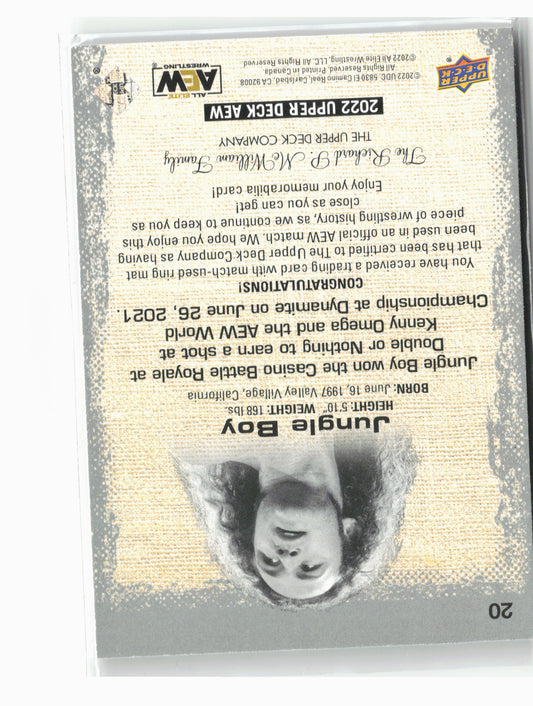 20
Jungle Boy
HEIGHT: 5'10" WEIGHT: 168 lbs.
BORN: June 16, 1997 Valley Village, California
Jungle Boy won the Casino Battle Royale at
Double or Nothing to earn a shot at
Kenny Omega and the AEW World
Championship at Dynamite on June 26, 2021.
CONGRATULATIONS!
You have received a trading card with match-used ring mat
that has been certified to The Upper Deck Company as having
been used in an official AEW match. We hope you enjoy this
piece of wrestling history, as we continue to keep you as
close as you can get!
Enjoy your memorabilia card!
The Richard P. McWilliam Family
THE UPPER DECK COMPANY
2022 UPPER DECK AEW
UPPER
D·E·C·K
©2022 UDC, 5830 El Camino Real, Carlsbad, CA 92008
All Rights Reserved. Printed in Canada
©2022 All Elite Wrestling, LLC. All Rights Reserved.
ALL ELITE
AEW
WRESTLING